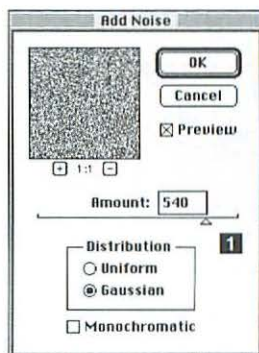 Add Noise
OK
Cancel
Preview
+ 1:1 −
Amount: 540
1
Distribution
Uniform
Gaussian
Monochromatic